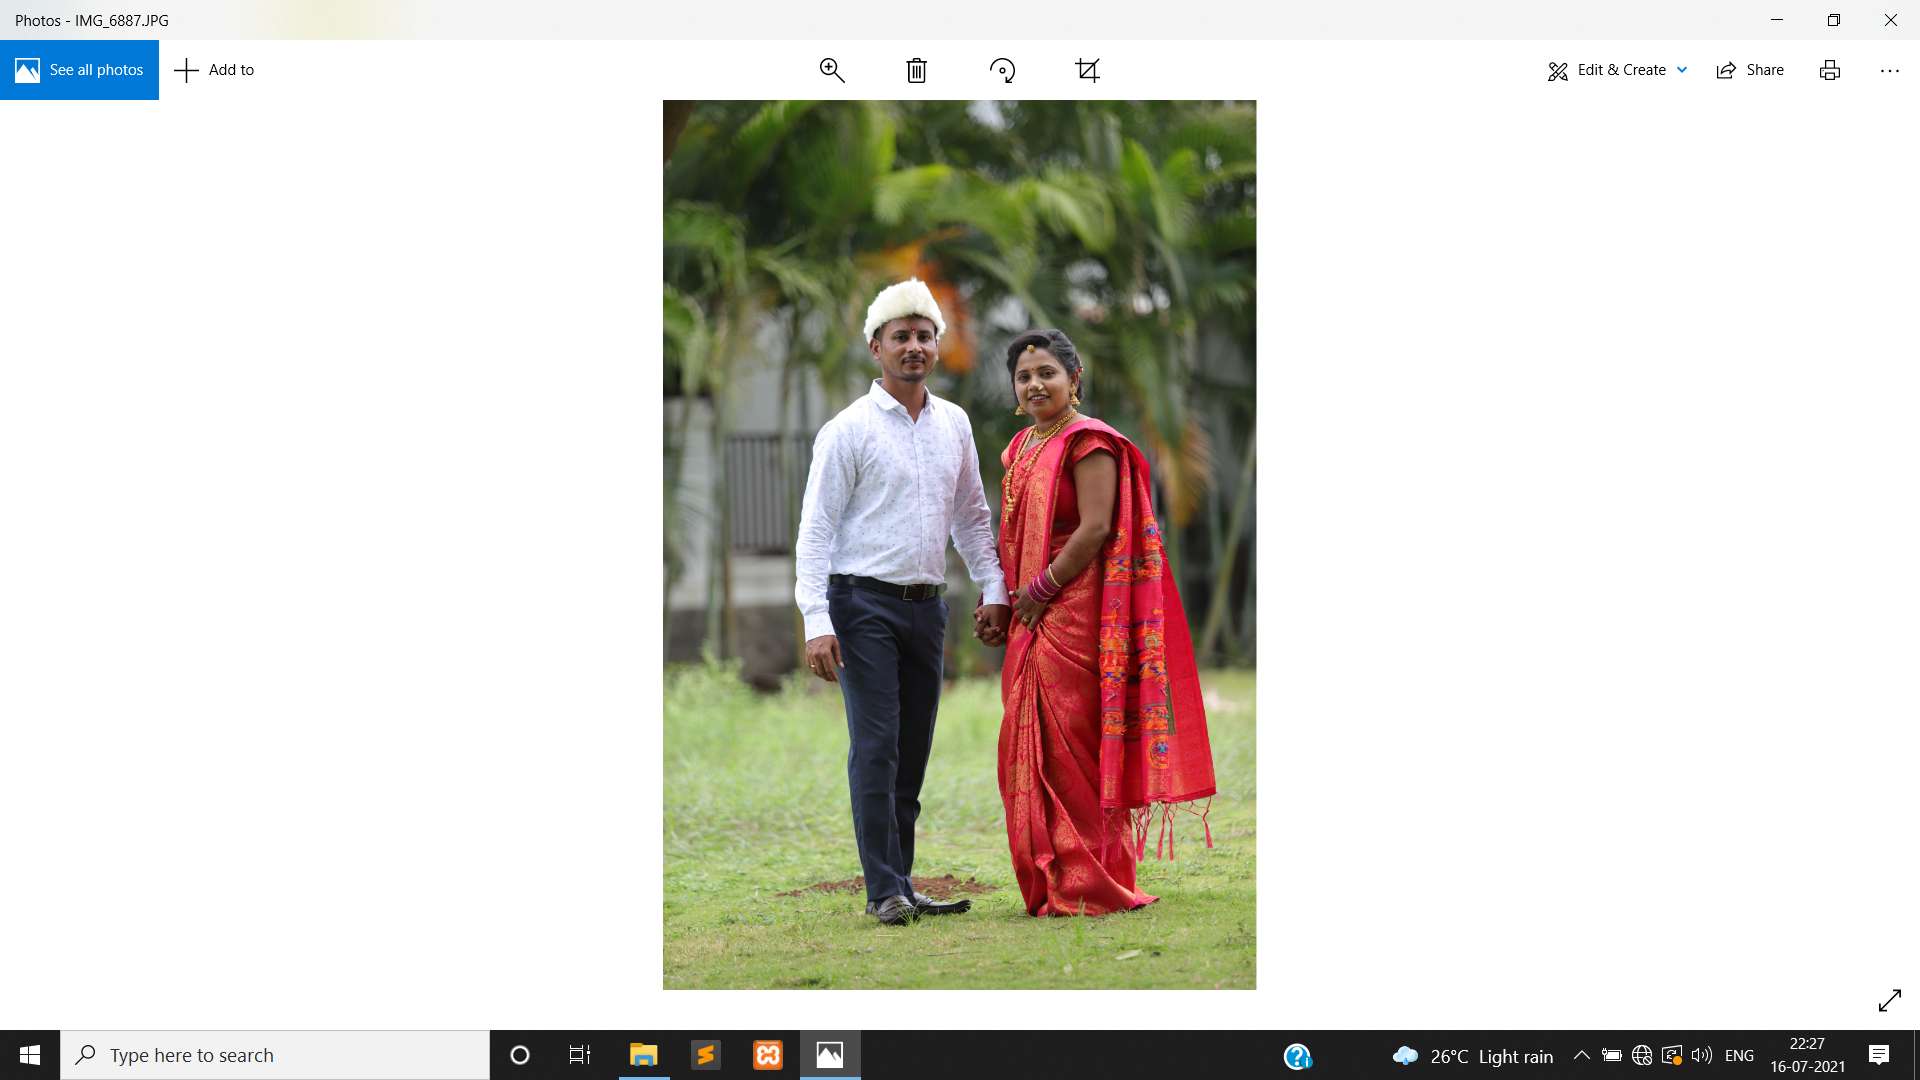 Photos - IMG_6887.JPG
See all photos
Add to
Edit & Create
Share
Type here to search
26°C Light rain
ENG
22:27
16-07-2021